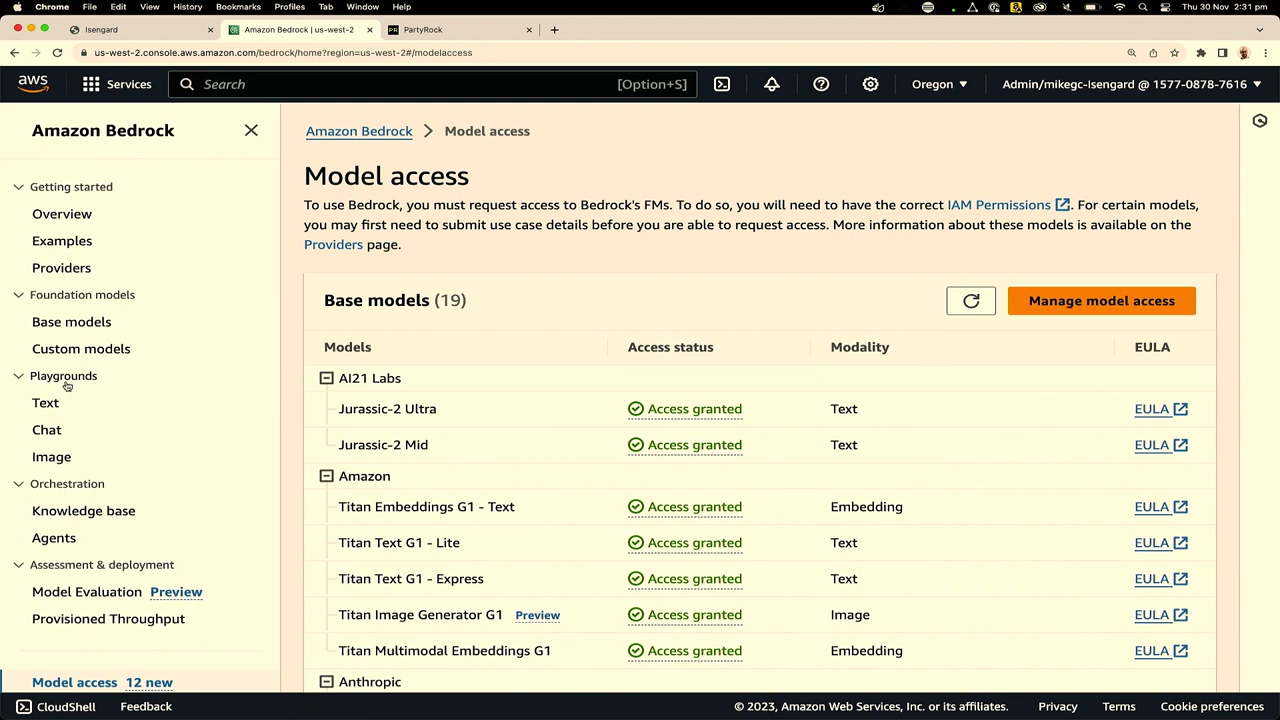 Chrome File Edit View History Bookmarks Profiles Tab Window Help Thu 30 Nov 2:31 pm
Isengard Amazon Bedrock | us-west-2 PartyRock
us-west-2.console.aws.amazon.com/bedrock/home?region=us-west-2#/modelaccess
aws Services Search [Option+S] Oregon Admin/mikegc-Isengard @ 1577-0878-7616
Amazon Bedrock
Getting started
Overview
Examples
Providers
Foundation models
Base models
Custom models
Playgrounds
Text
Chat
Image
Orchestration
Knowledge base
Agents
Assessment & deployment
Model Evaluation Preview
Provisioned Throughput
Model access 12 new
Amazon Bedrock Model access
Model access
To use Bedrock, you must request access to Bedrock's FMs. To do so, you will need to have the correct IAM Permissions . For certain models,
you may first need to submit use case details before you are able to request access. More information about these models is available on the
Providers page.
Base models (19) Manage model access
Models Access status Modality EULA
AI21 Labs
Jurassic-2 Ultra Access granted Text EULA
Jurassic-2 Mid Access granted Text EULA
Amazon
Titan Embeddings G1 - Text Access granted Embedding EULA
Titan Text G1 - Lite Access granted Text EULA
Titan Text G1 - Express Access granted Text EULA
Titan Image Generator G1 Preview Access granted Image EULA
Titan Multimodal Embeddings G1 Access granted Embedding EULA
Anthropic
CloudShell Feedback © 2023, Amazon Web Services, Inc. or its affiliates. Privacy Terms Cookie preferences